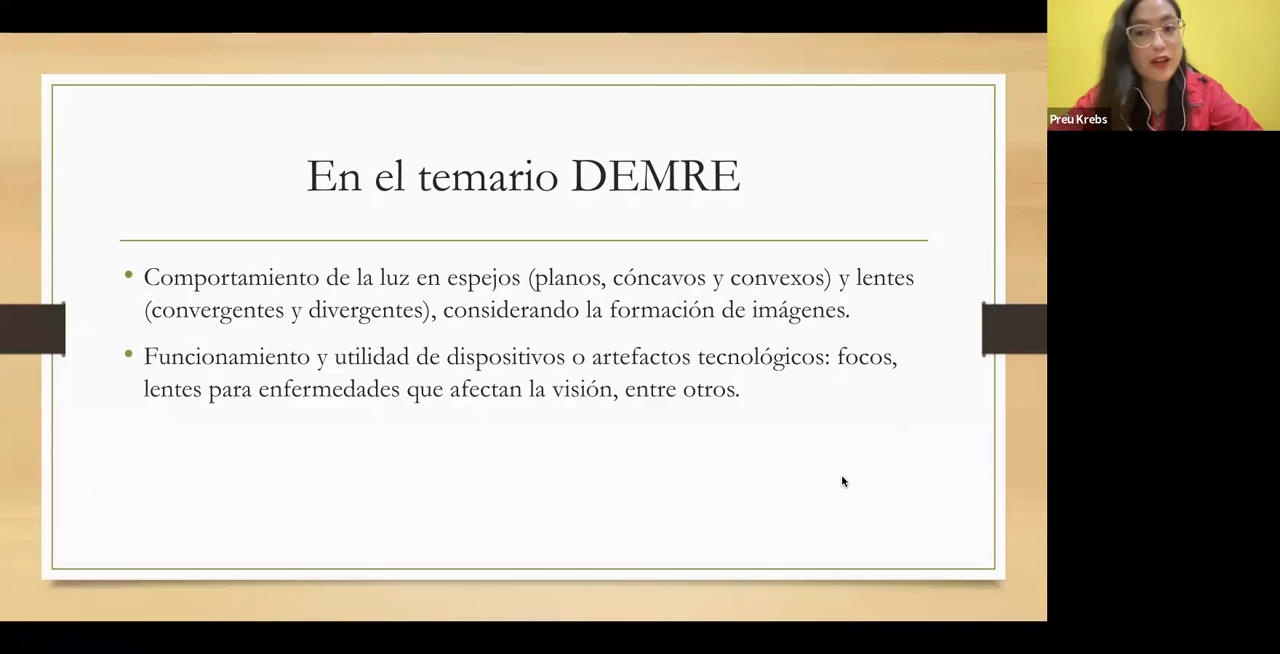 En el temario DEMRE
• Comportamiento de la luz en espejos (planos, cóncavos y convexos) y lentes
(convergentes y divergentes), considerando la formación de imágenes.
• Funcionamiento y utilidad de dispositivos o artefactos tecnológicos: focos,
lentes para enfermedades que afectan la visión, entre otros.
Preu Krebs